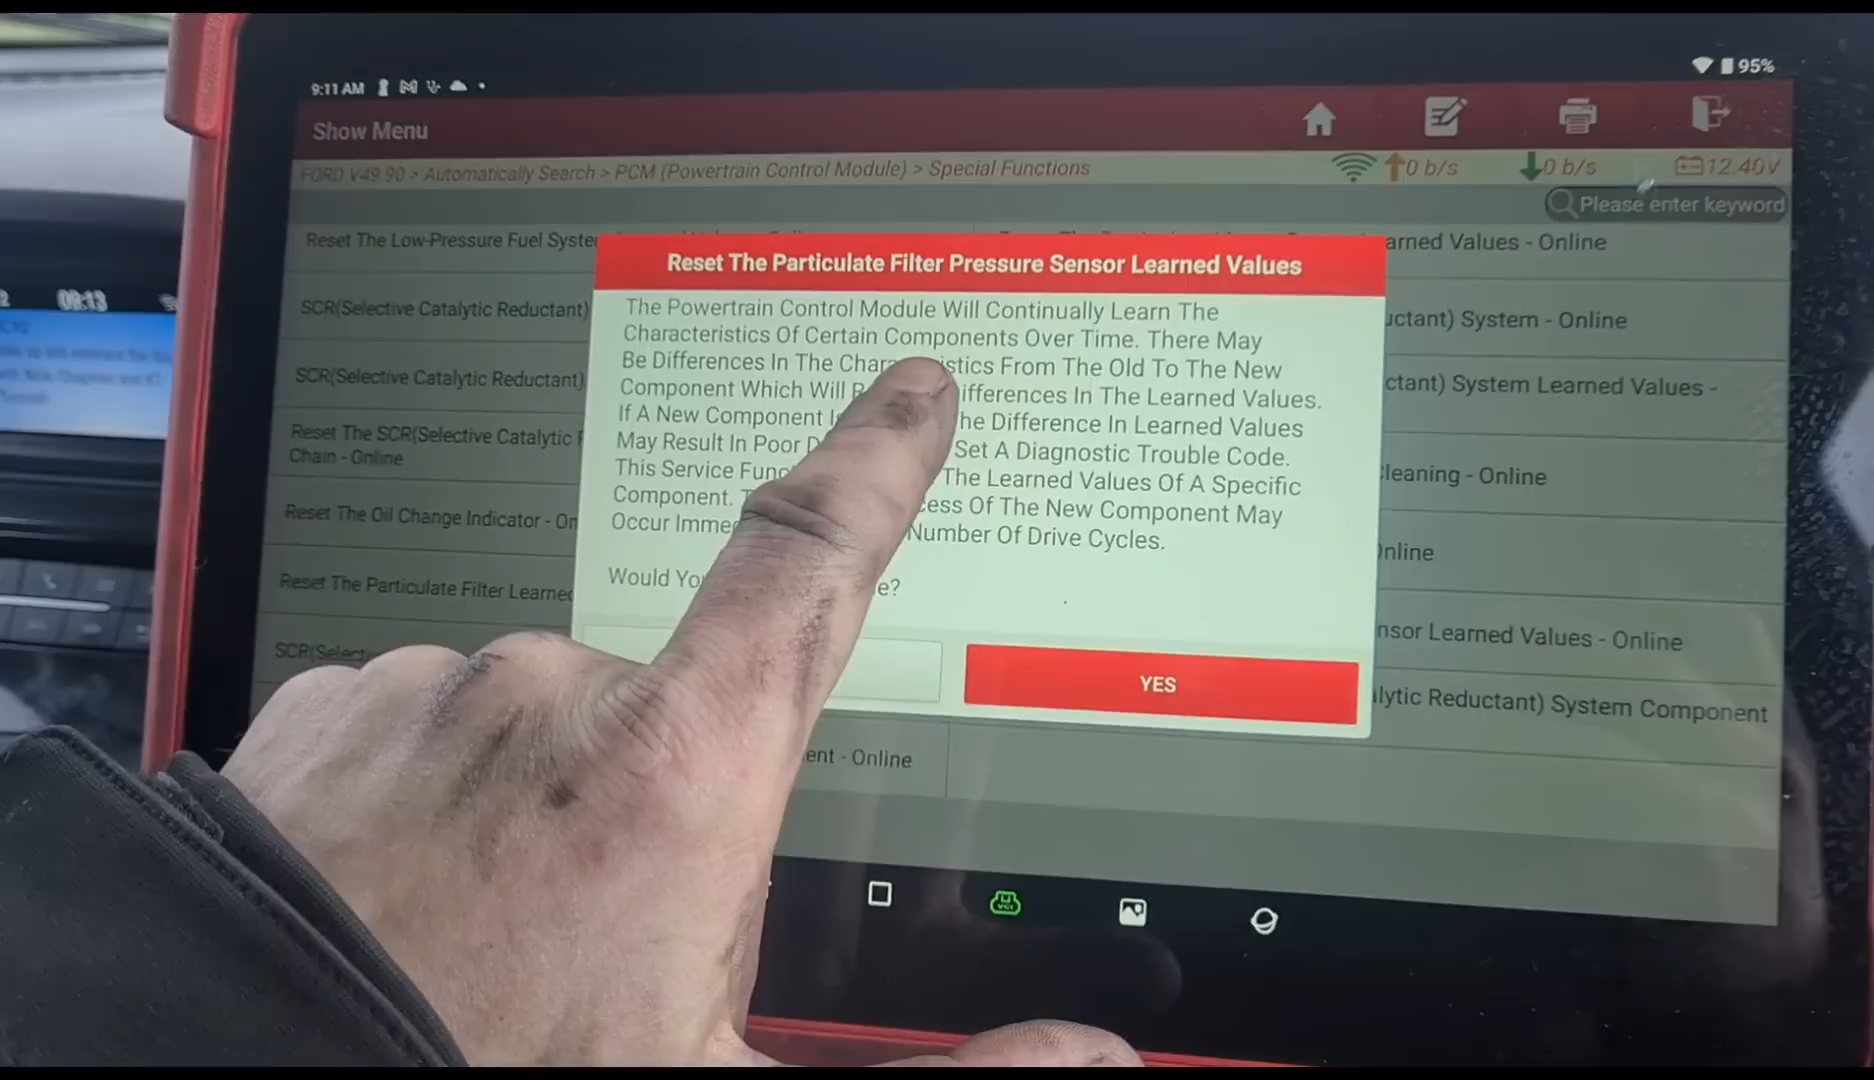 9:11 AM
95%
Show Menu
FORD V49.90 > Automatically Search > PCM (Powertrain Control Module) > Special Functions
0 b/s
0 b/s
12.40V
Please enter keyword
Reset The Low-Pressure Fuel Syste
arned Values - Online
SCR(Selective Catalytic Reductant)
uctant) System - Online
SCR(Selective Catalytic Reductant)
ctant) System Learned Values -
Reset The SCR(Selective Catalytic
Chain - Online
leaning - Online
Reset The Oil Change Indicator - On
Online
Reset The Particulate Filter Learned
nsor Learned Values - Online
SCR(Select
alytic Reductant) System Component
ent - Online
Reset The Particulate Filter Pressure Sensor Learned Values
The Powertrain Control Module Will Continually Learn The
Characteristics Of Certain Components Over Time. There May
Be Differences In The Char istics From The Old To The New
Component Which Will ifferences In The Learned Values.
If A New Component he Difference In Learned Values
May Result In Poor Set A Diagnostic Trouble Code.
This Service Func The Learned Values Of A Specific
Component. cess Of The New Component May
Occur Imme Number Of Drive Cycles.
Would Yo e?
YES
09:13
VCI